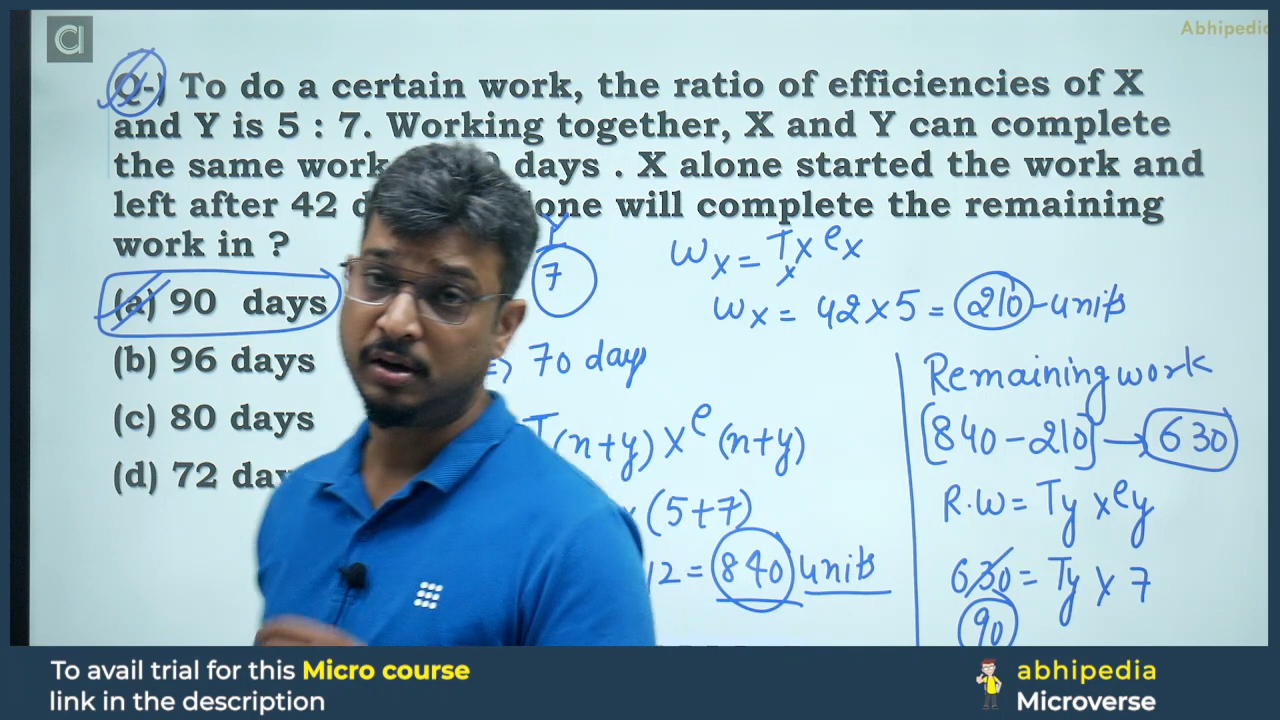 Abhipedia
Q-) To do a certain work, the ratio of efficiencies of X
and Y is 5 : 7. Working together, X and Y can complete
the same work days . X alone started the work and
left after 42 will complete the remaining
work in ?
(a) 90 days
(b) 96 days
(c) 80 days
(d) 72
Y
7
Wx = Tx x ex
Wx = 42 x 5 = 210 - units
=> 70 days
T(n+y) x e(n+y)
(5+7)
12 = 840 units
Remaining work
[840 - 210] → 630
R.W = Ty x ey
630 = Ty x 7
90
To avail trial for this Micro course
link in the description
abhipedia
Microverse